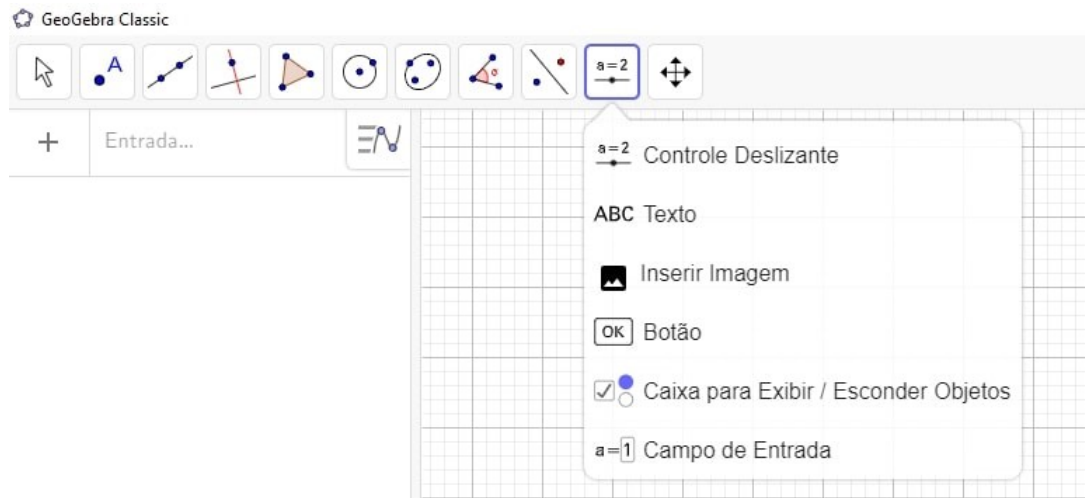 GeoGebra Classic
A
a=2
Entrada...
a=2 Controle Deslizante
ABC Texto
Inserir Imagem
OK Botão
Caixa para Exibir / Esconder Objetos
a=1 Campo de Entrada